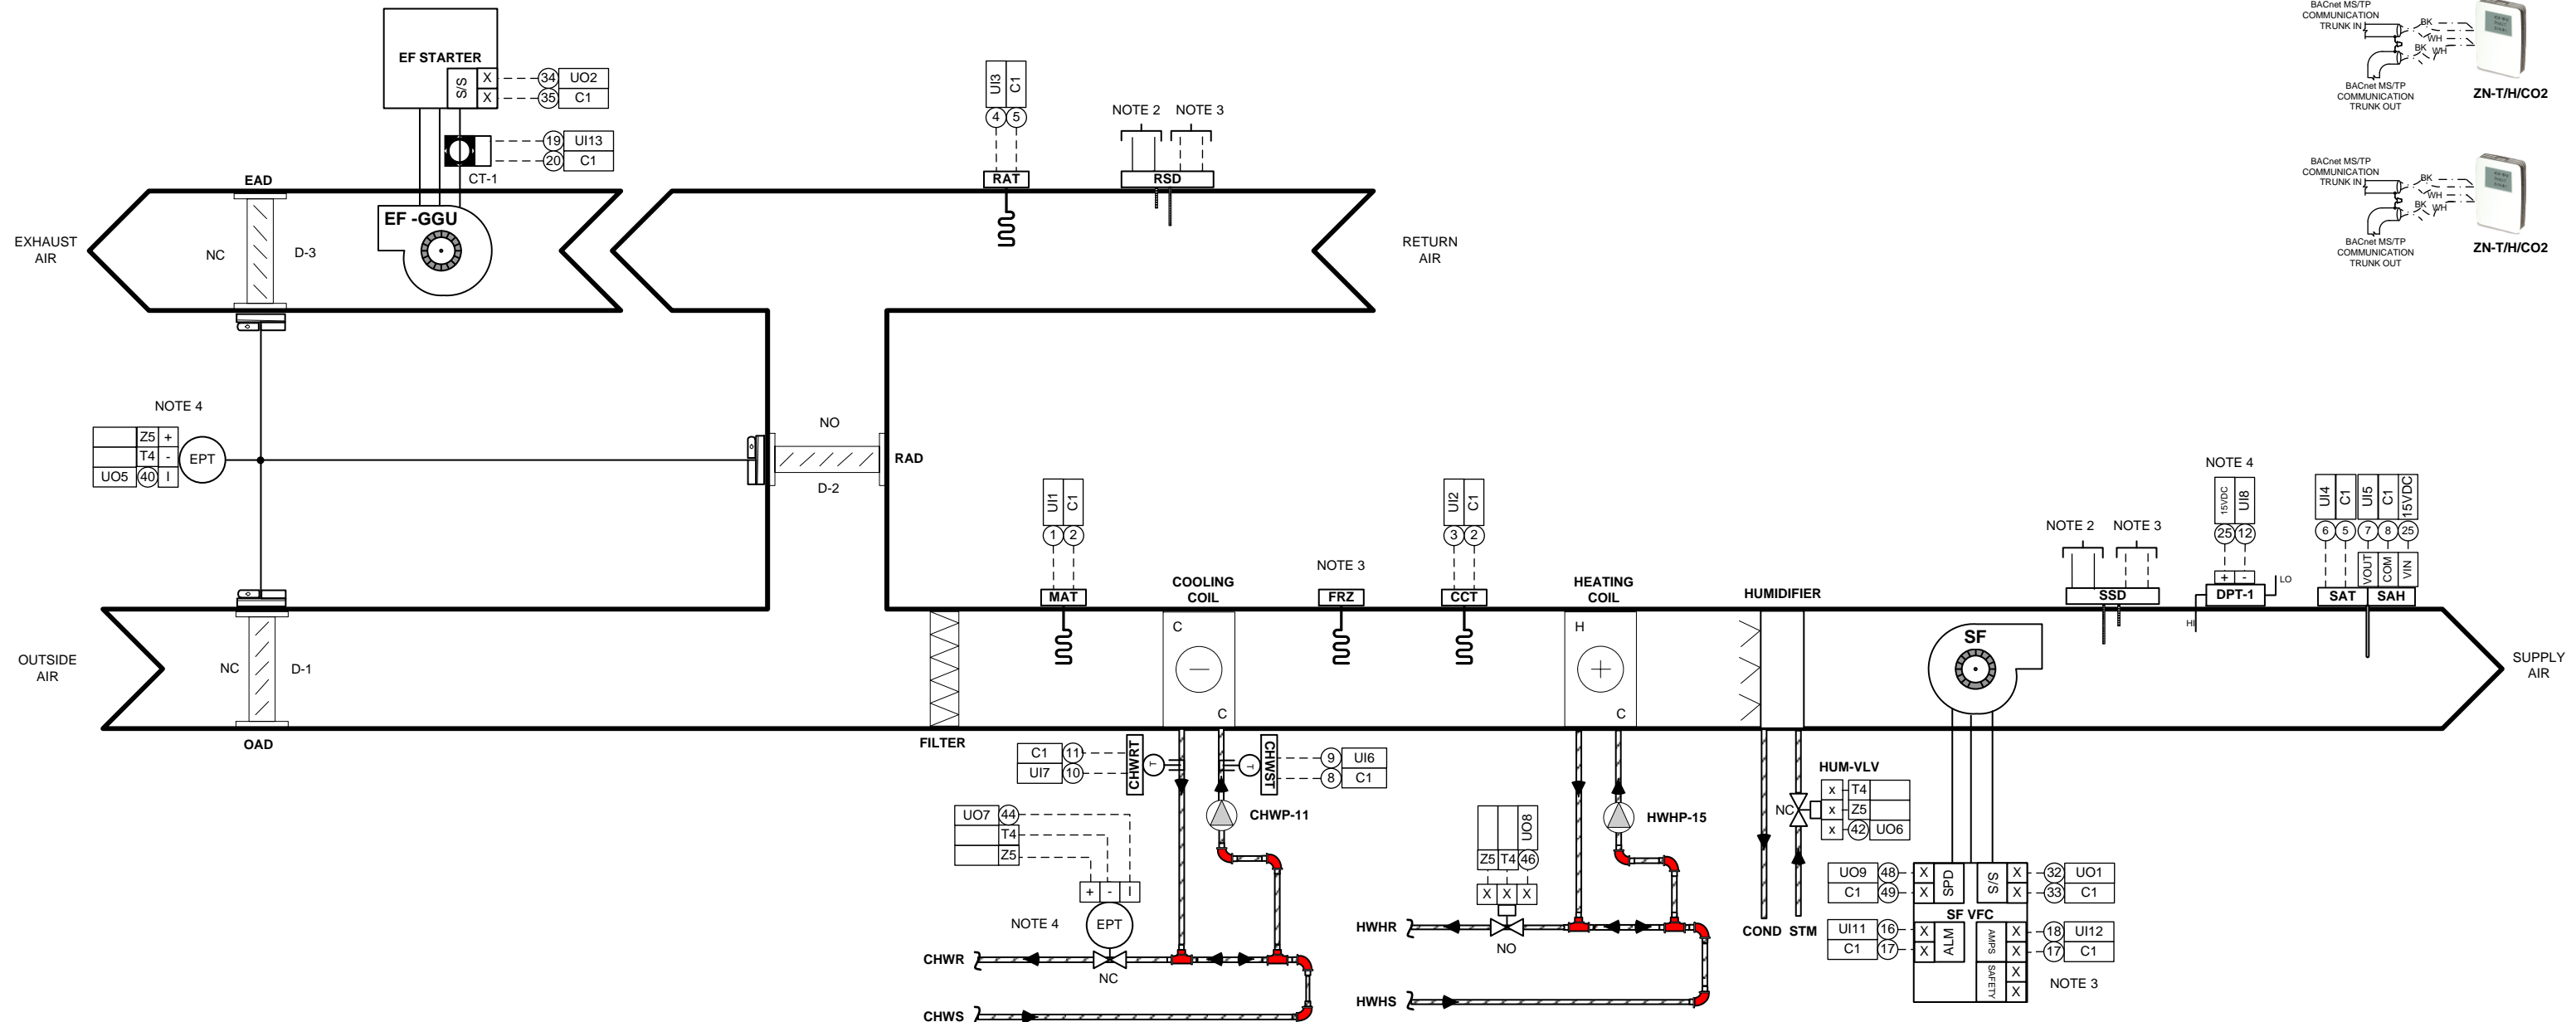 EF STARTER
S/S
X
X
34 UO2
35 C1
19 UI13
20 C1
CT-1
EAD
EF -GGU
EXHAUST
AIR
NC
D-3
UI3
C1
4
5
RAT
NOTE 2
NOTE 3
RSD
RETURN
AIR
BACnet MS/TP
COMMUNICATION
TRUNK IN
BK
WH
BK
WH
BACnet MS/TP
COMMUNICATION
TRUNK OUT
ZN-T/H/CO2
BACnet MS/TP
COMMUNICATION
TRUNK IN
BK
WH
BK
WH
BACnet MS/TP
COMMUNICATION
TRUNK OUT
ZN-T/H/CO2
NOTE 4
Z5 +
T4 -
UO5 40 I
EPT
NO
RAD
D-2
UI1
C1
1
2
MAT
COOLING
COIL
C
C
NOTE 3
FRZ
UI2
C1
3
2
CCT
HEATING
COIL
H
C
HUMIDIFIER
SF
NOTE 2
NOTE 3
SSD
NOTE 4
15VDC
UI8
25
12
+
-
DPT-1
LO
HI
UI4
C1
UI5
C1
15VDC
6
5
7
8
25
VOUT
COM
VIN
SAT
SAH
OUTSIDE
AIR
NC
D-1
OAD
SUPPLY
AIR
FILTER
C1 11
UI7 10
CHWRT
T
T
CHWST
9 UI6
8 C1
UO7 44
T4
Z5
+ - I
NOTE 4
EPT
NC
CHWP-11
CHWR
CHWS
UO8
Z5 T4 46
X X X
NO
HWHP-15
HWHR
HWHS
COND
STM
HUM-VLV
NC
x T4
x Z5
x 42 UO6
UO9 48 X
C1 49 X
SPD
S/S
X 32 UO1
X 33 C1
SF VFC
UI11 16 X
C1 17 X
ALM
AMPS
X 18 UI12
X 17 C1
SAFETY
X
X
NOTE 3